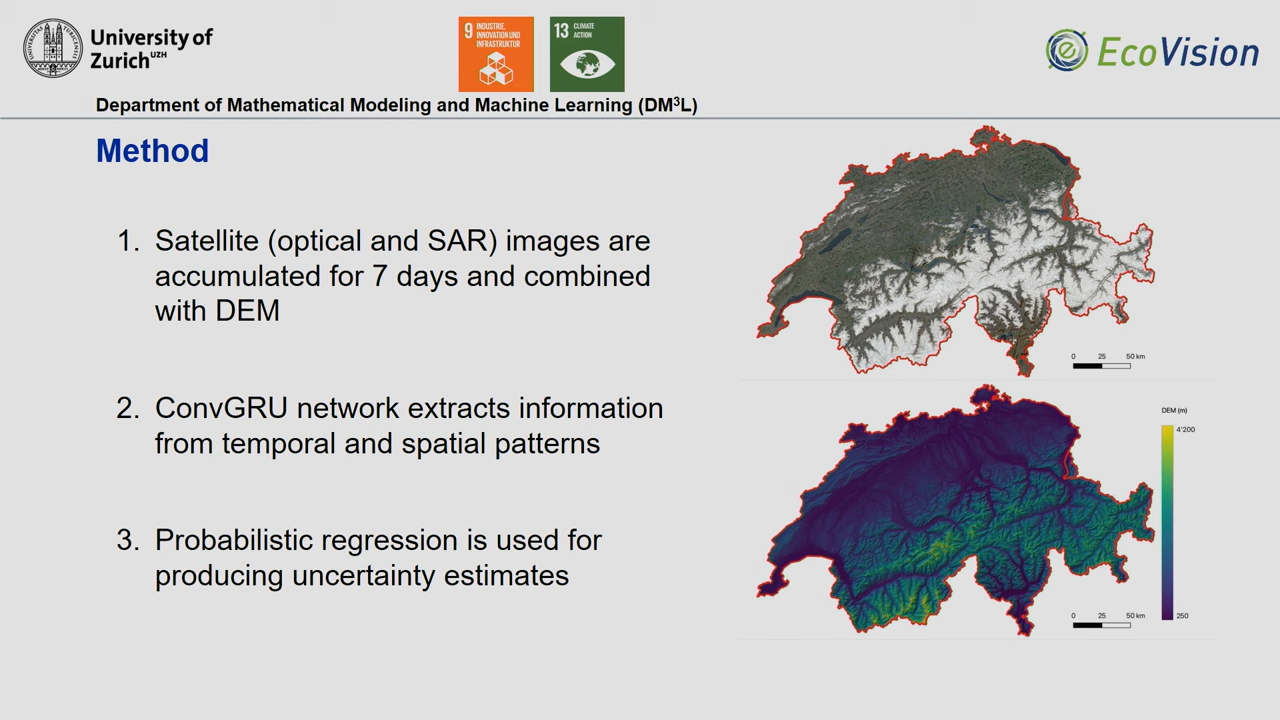 University of
Zurich UZH
9 INDUSTRIE,
INNOVATION UND
INFRASTRUKTUR
13 CLIMATE
ACTION
EcoVision
Department of Mathematical Modeling and Machine Learning (DM³L)
Method
1. Satellite (optical and SAR) images are
accumulated for 7 days and combined
with DEM
2. ConvGRU network extracts information
from temporal and spatial patterns
3. Probabilistic regression is used for
producing uncertainty estimates
0 25 50 km
DEM (m)
4'200
250
0 25 50 km